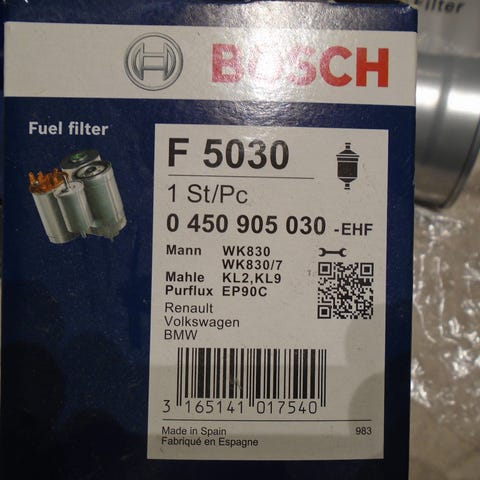 Filter
BOSCH
Fuel filter
F 5030
1 St/Pc
0 450 905 030 -EHF
Mann WK830
WK830/7
Mahle KL2,KL9
Purflux EP90C
Renault
Volkswagen
BMW
3 165141 017540
Made in Spain 983
Fabriqué en Espagne